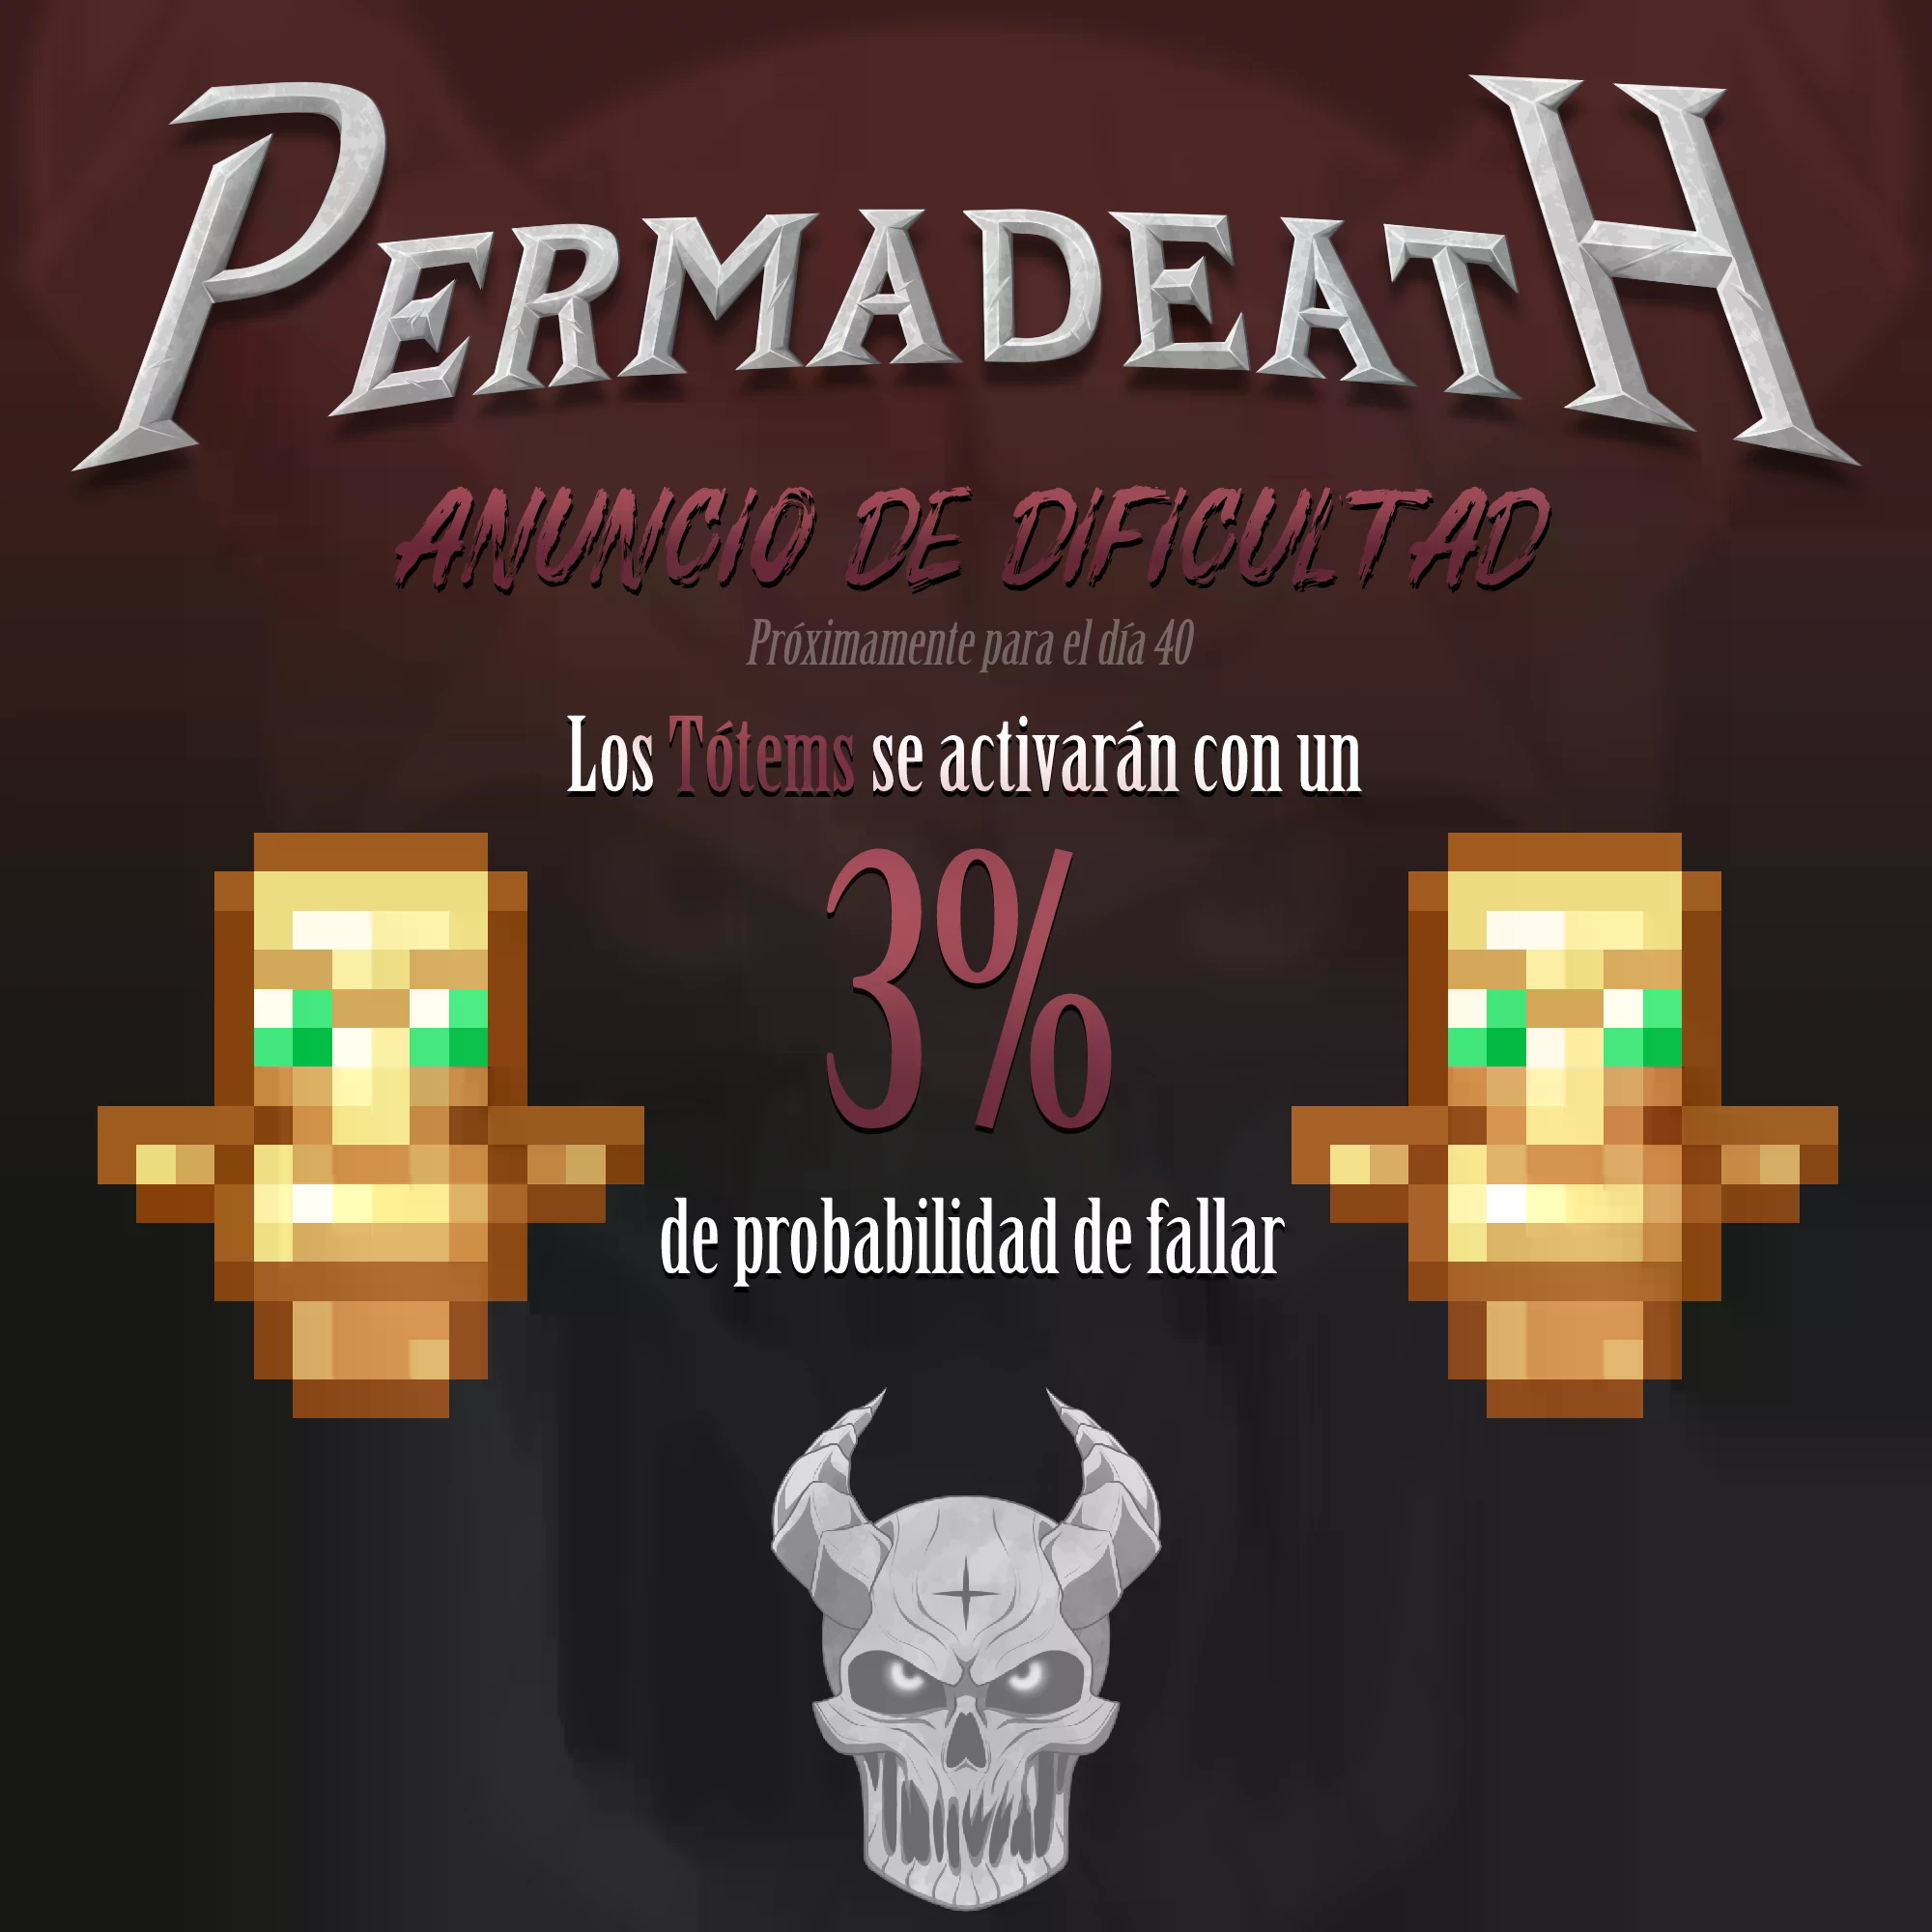 PERMADEATH
ANUNCIO DE DIFICULTAD
Próximamente para el día 40
Los Tótems se activarán con un
3%
de probabilidad de fallar